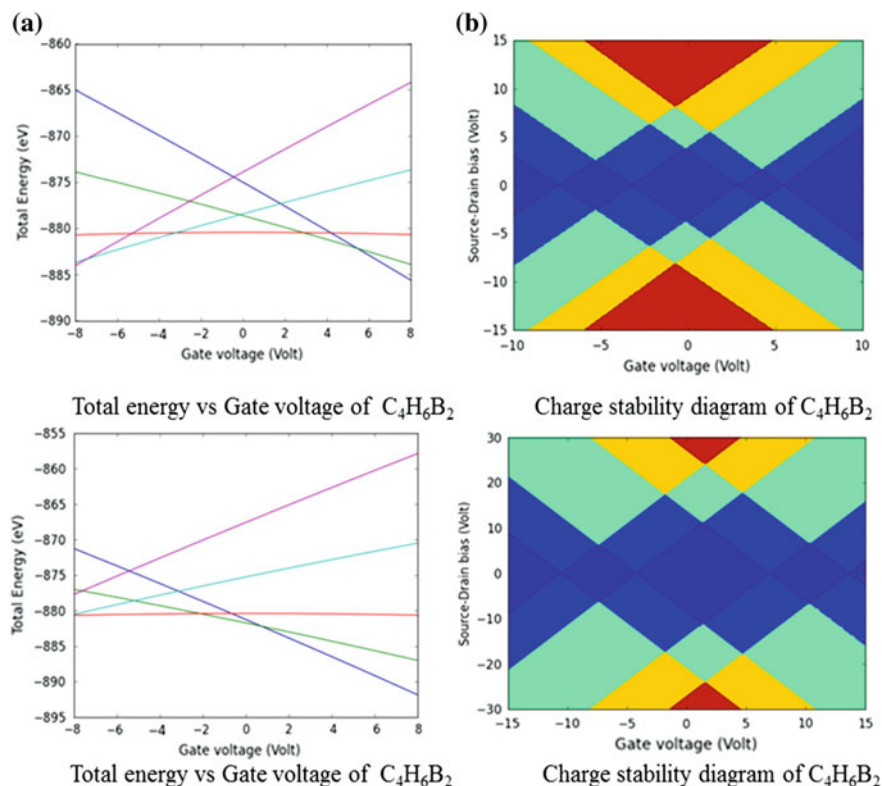 (a)
(b)
−860
−865
−870
−875
−880
−885
−890
Total Energy (eV)
−8 −6 −4 −2 0 2 4 6 8
Gate voltage (Volt)
15
10
5
0
−5
−10
−15
Source-Drain bias (Volt)
−10 −5 0 5 10
Gate voltage (Volt)
Total energy vs Gate voltage of C₄H₆B₂
Charge stability diagram of C₄H₆B₂
−855
−860
−865
−870
−875
−880
−885
−890
−895
Total Energy (eV)
−8 −6 −4 −2 0 2 4 6 8
Gate voltage (Volt)
30
20
10
0
−10
−20
−30
Source-Drain bias (Volt)
−15 −10 −5 0 5 10 15
Gate voltage (Volt)
Total energy vs Gate voltage of C₄H₆B₂
Charge stability diagram of C₄H₆B₂